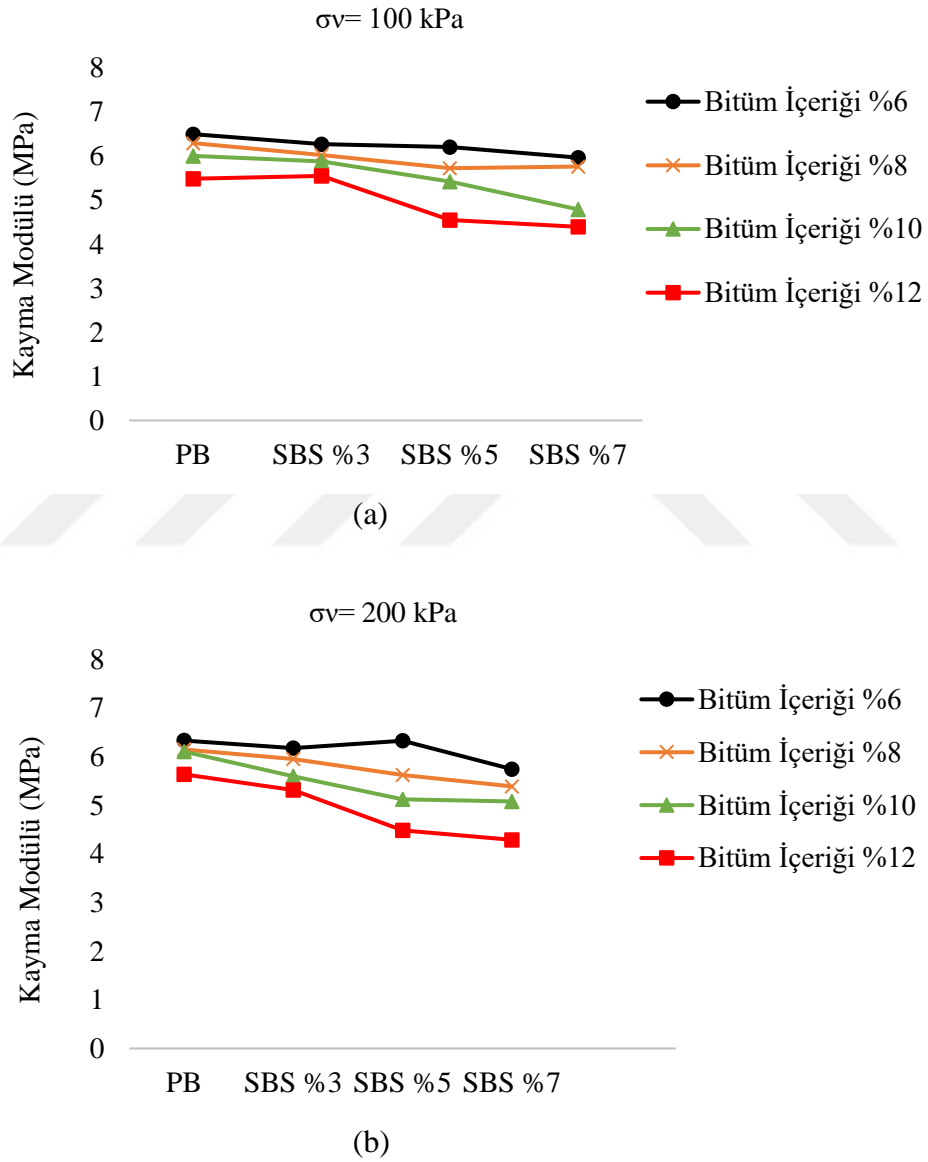 σv= 100 kPa
8
7
6
5
4
3
2
1
0
Kayma Modülü (MPa)
PB SBS %3 SBS %5 SBS %7
Bitüm İçeriği %6
Bitüm İçeriği %8
Bitüm İçeriği %10
Bitüm İçeriği %12
(a)
σv= 200 kPa
8
7
6
5
4
3
2
1
0
Kayma Modülü (MPa)
PB SBS %3 SBS %5 SBS %7
Bitüm İçeriği %6
Bitüm İçeriği %8
Bitüm İçeriği %10
Bitüm İçeriği %12
(b)